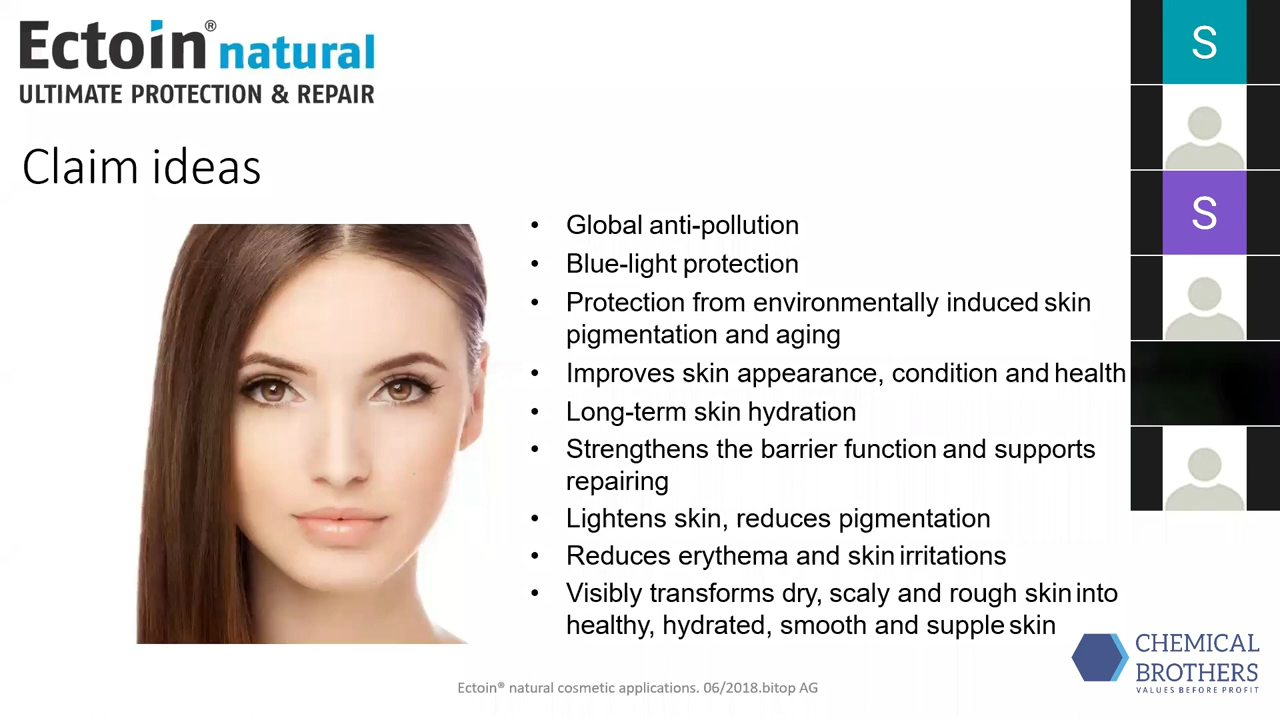 Ectoin® natural
ULTIMATE PROTECTION & REPAIR
Claim ideas
• Global anti-pollution
• Blue-light protection
• Protection from environmentally induced skin
pigmentation and aging
• Improves skin appearance, condition and health
• Long-term skin hydration
• Strengthens the barrier function and supports
repairing
• Lightens skin, reduces pigmentation
• Reduces erythema and skin irritations
• Visibly transforms dry, scaly and rough skin into
healthy, hydrated, smooth and supple skin
Ectoin® natural cosmetic applications. 06/2018.bitop AG
CHEMICAL
BROTHERS
VALUES BEFORE PROFIT
S
S